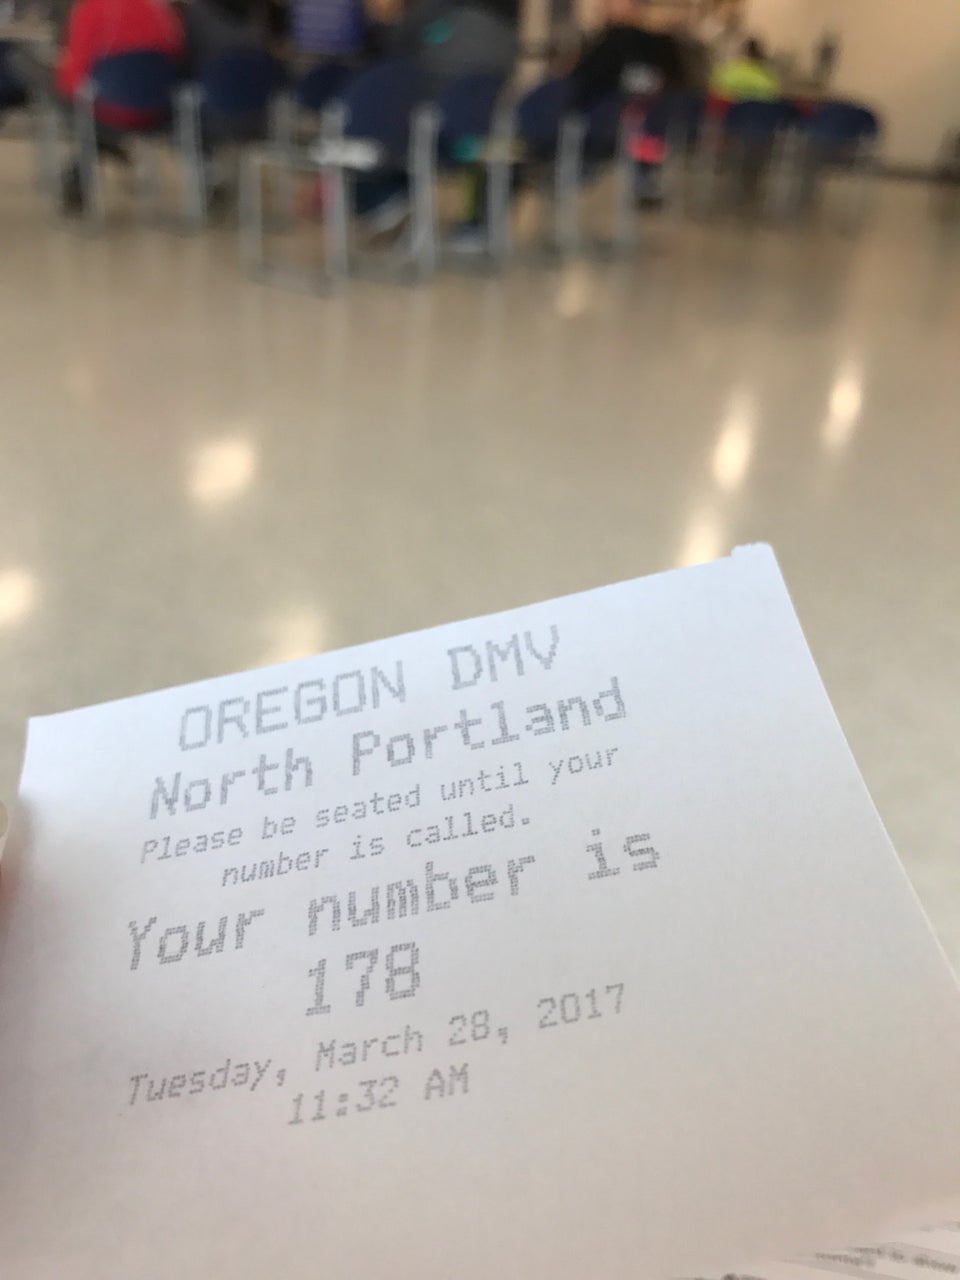 OREGON DMV
North Portland
Please be seated until your
number is called.
Your number is
178
Tuesday, March 28, 2017
11:32 AM